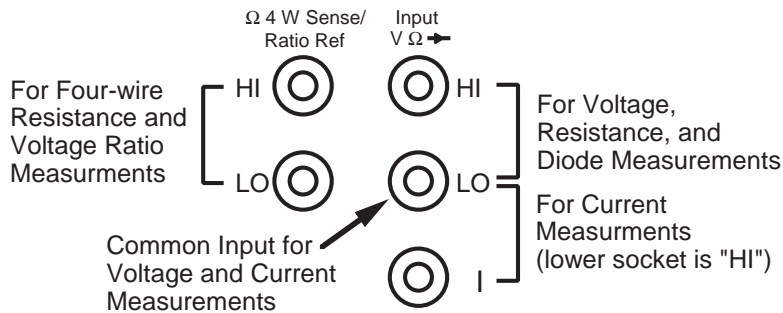 Ω 4 W Sense/
Ratio Ref
Input
V Ω
For Four-wire
Resistance and
Voltage Ratio
Measurments
HI
LO
HI
LO
I
For Voltage,
Resistance, and
Diode Measurements
For Current
Measurments
(lower socket is "HI")
Common Input for
Voltage and Current
Measurements